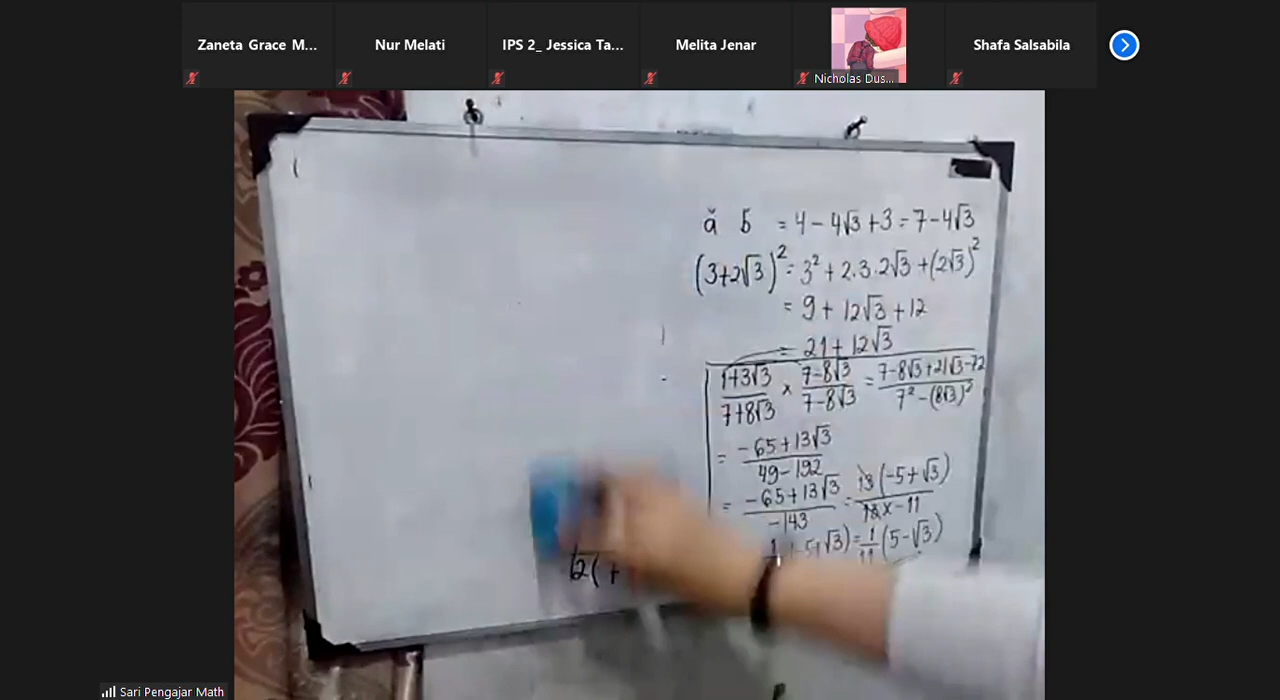 Zaneta Grace M...
Nur Melati
IPS 2_ Jessica Ta...
Melita Jenar
Nicholas Dus...
Shafa Salsabila
= 4 - 4√3 + 3 = 7 - 4√3
(3+2√3)² = 3² + 2.3.2√3 + (2√3)²
= 9 + 12√3 + 12
= 21 + 12√3
1+3√3/7+8√3 × 7-8√3/7-8√3 = 7-8√3+21√3-72/7²-(8√3)²
= -65+13√3/49-192
= -65+13√3/-143 = 13(-5+√3)/13x-11
-5+√3) = 1/11 (5-√3)
√2(
Sari Pengajar Math